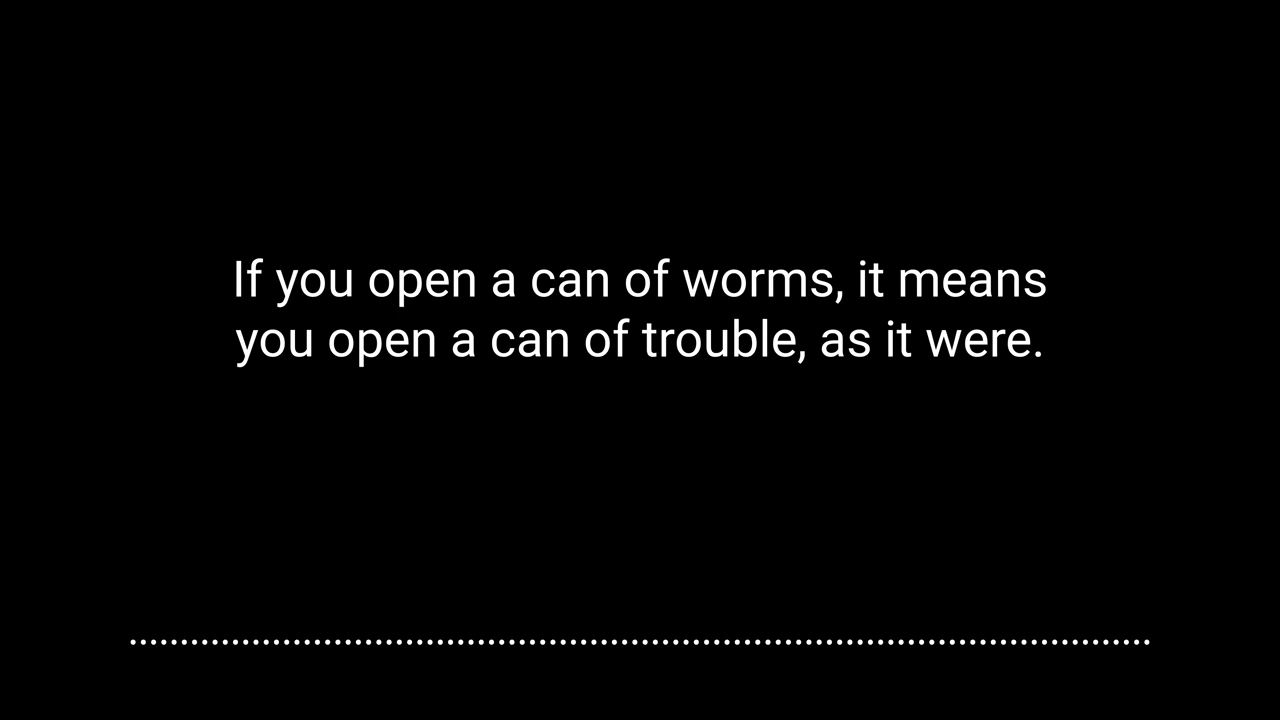 If you open a can of worms, it means
you open a can of trouble, as it were.